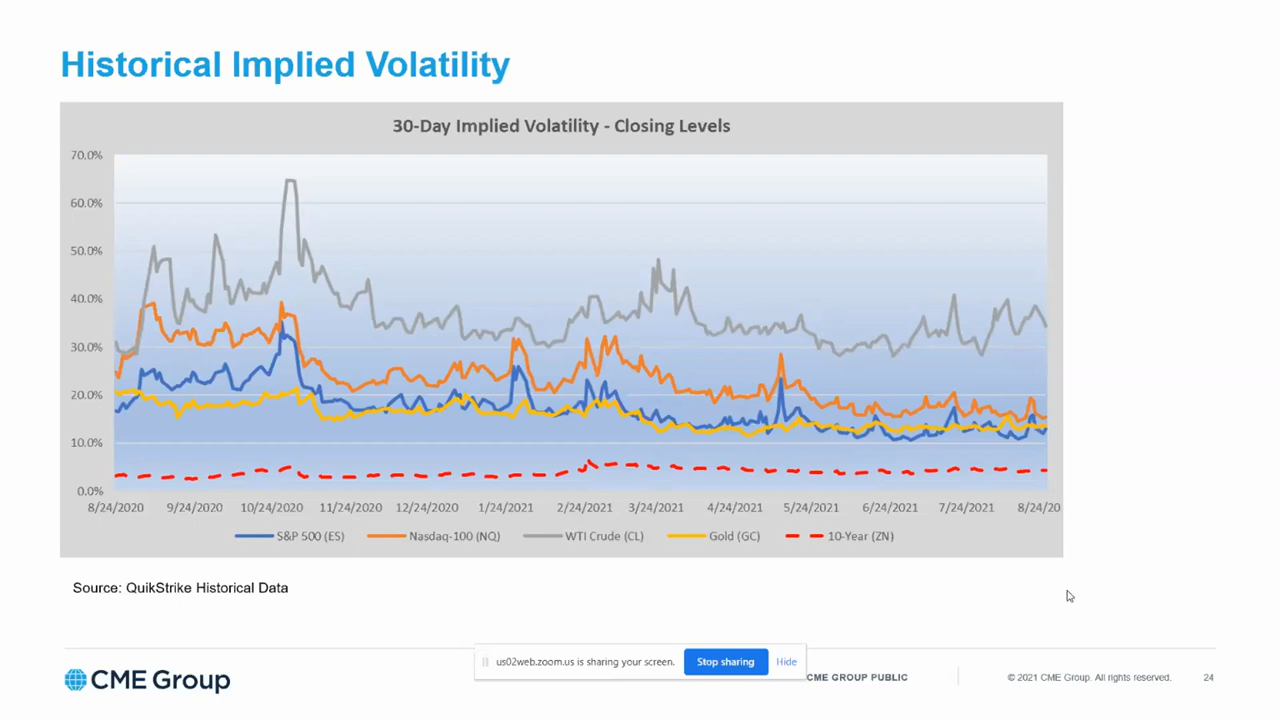 Historical Implied Volatility
30-Day Implied Volatility - Closing Levels
70.0%
60.0%
50.0%
40.0%
30.0%
20.0%
10.0%
0.0%
8/24/2020 9/24/2020 10/24/2020 11/24/2020 12/24/2020 1/24/2021 2/24/2021 3/24/2021 4/24/2021 5/24/2021 6/24/2021 7/24/2021 8/24/20
S&P 500 (ES) Nasdaq-100 (NQ) WTI Crude (CL) Gold (GC) 10-Year (ZN)
Source: QuikStrike Historical Data
us02web.zoom.us is sharing your screen. Stop sharing Hide
CME Group CME GROUP PUBLIC © 2021 CME Group. All rights reserved. 24